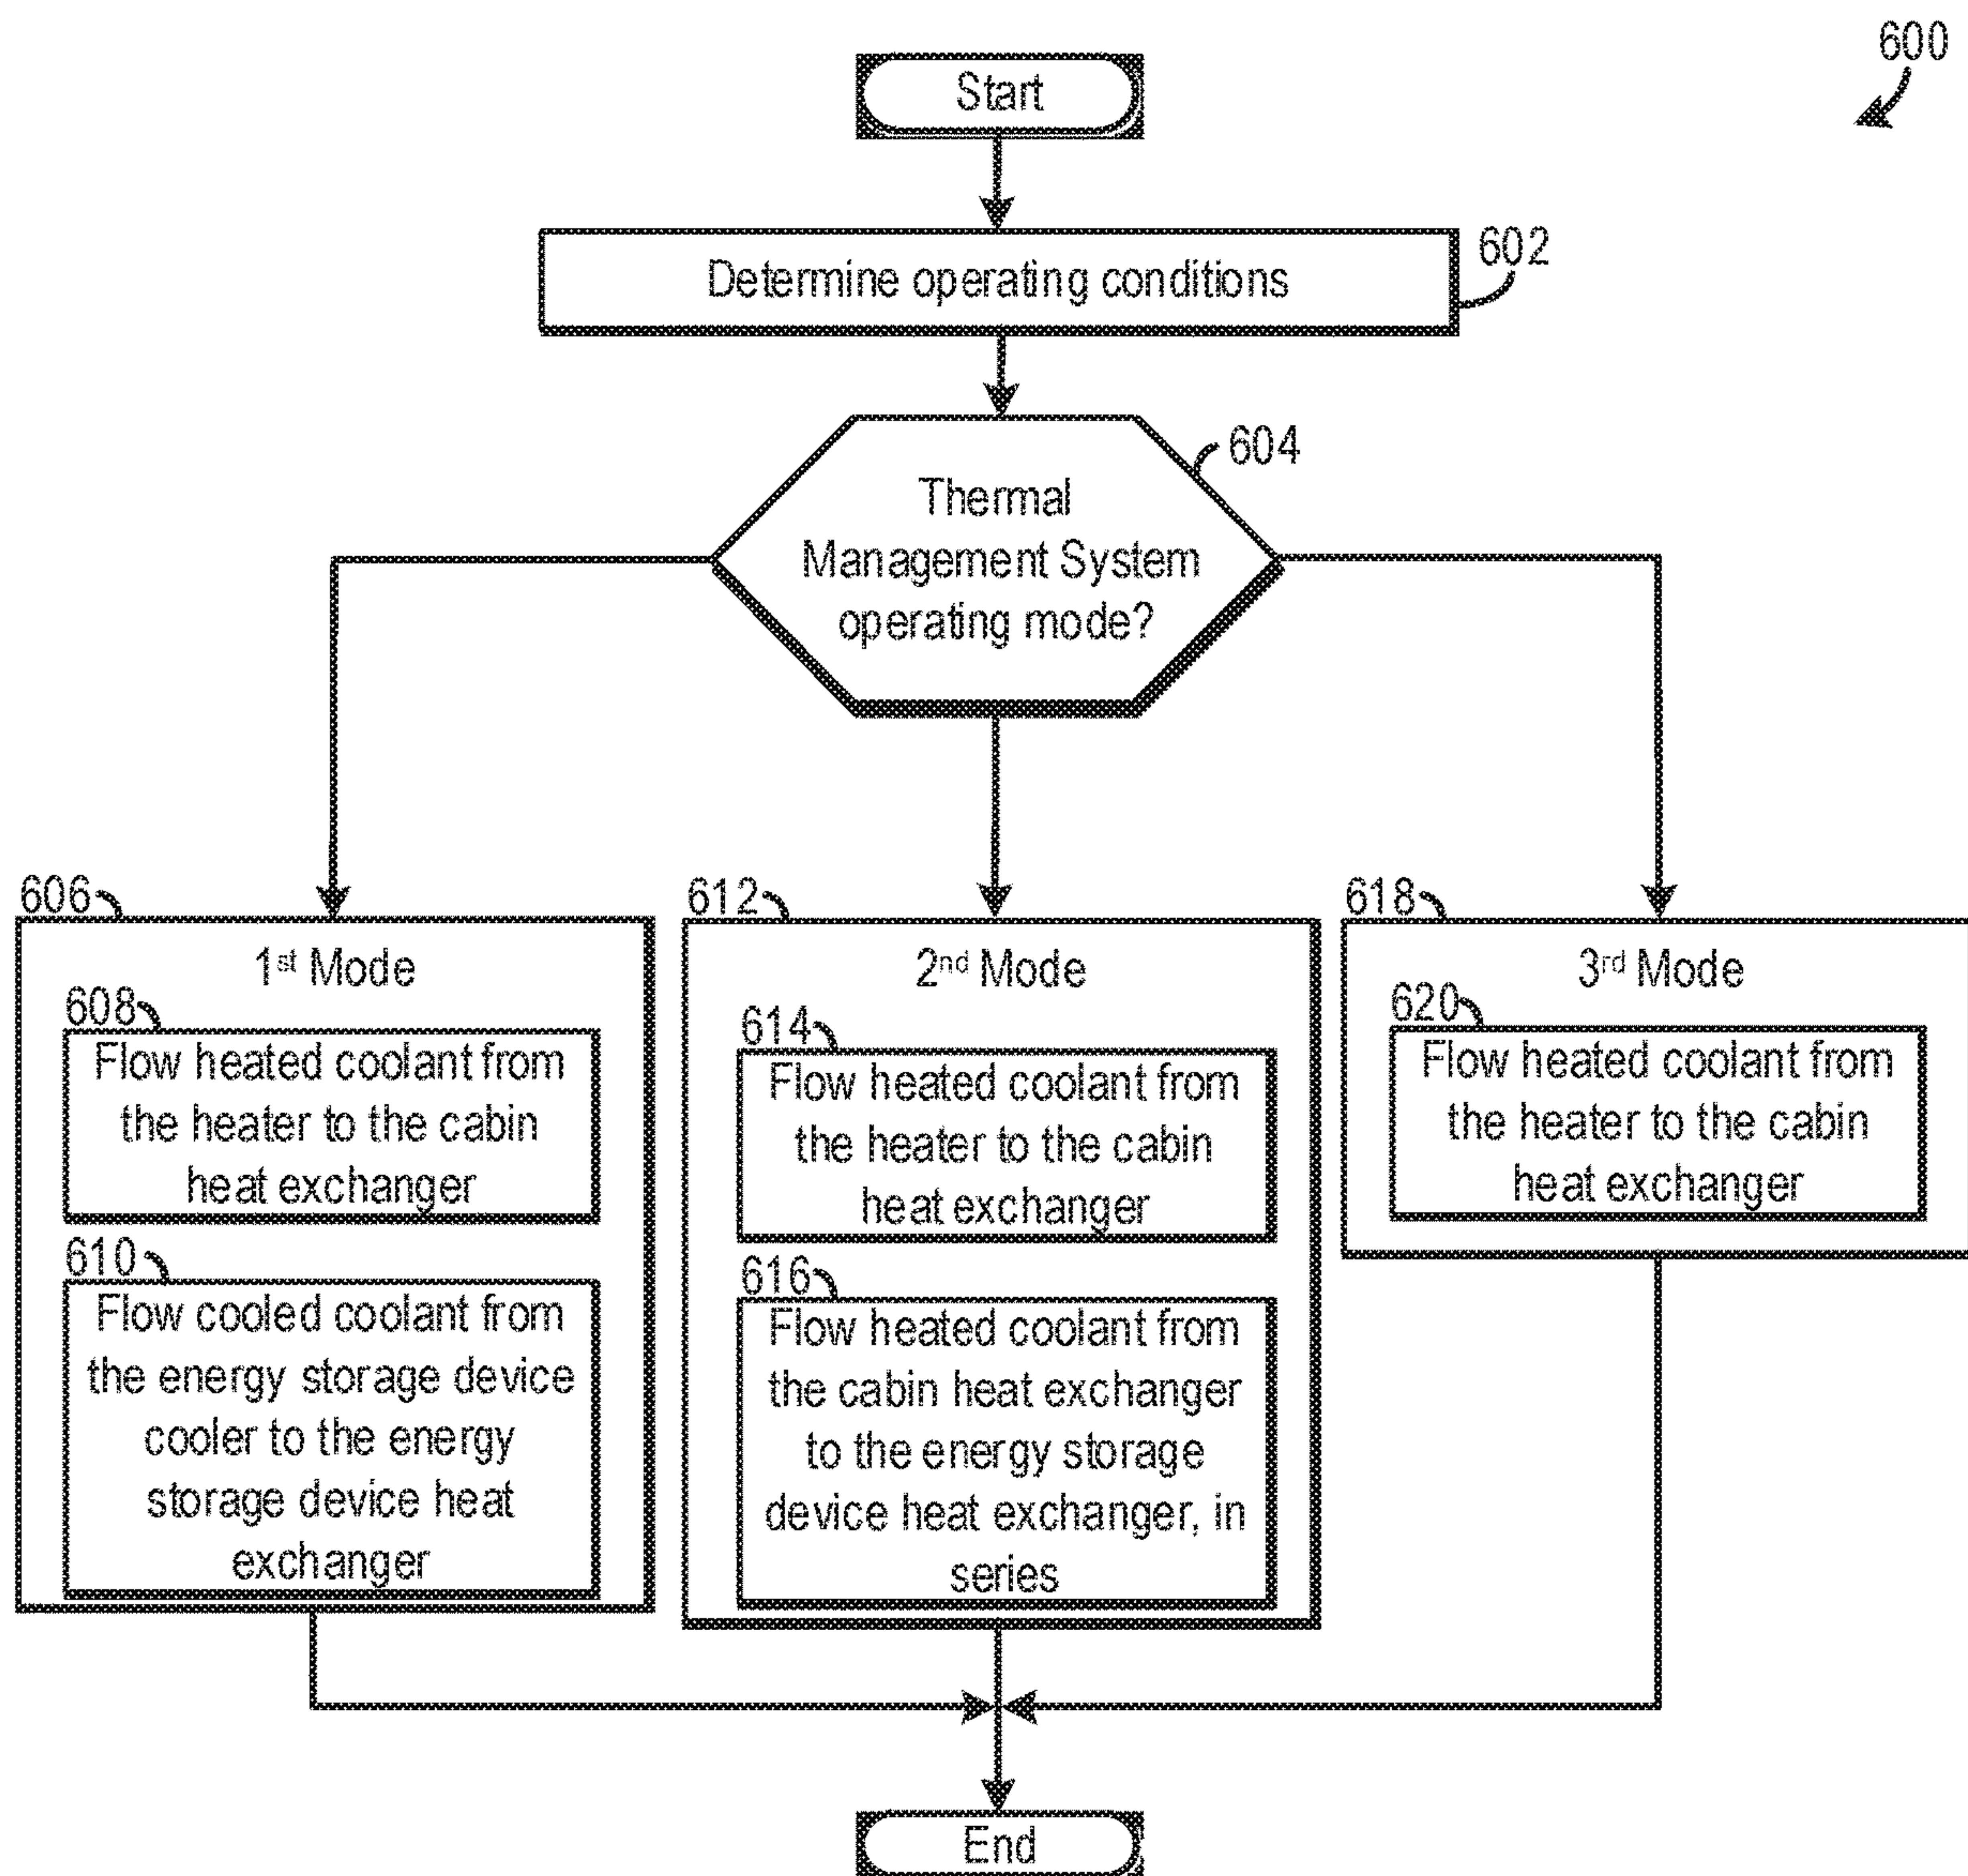 600
Start
Determine operating conditions
602
604
Thermal
Management System
operating mode?
606
1st Mode
608
Flow heated coolant from
the heater to the cabin
heat exchanger
610
Flow cooled coolant from
the energy storage device
cooler to the energy
storage device heat
exchanger
612
2nd Mode
614
Flow heated coolant from
the heater to the cabin
heat exchanger
616
Flow heated coolant from
the cabin heat exchanger
to the energy storage
device heat exchanger, in
series
618
3rd Mode
620
Flow heated coolant from
the heater to the cabin
heat exchanger
End